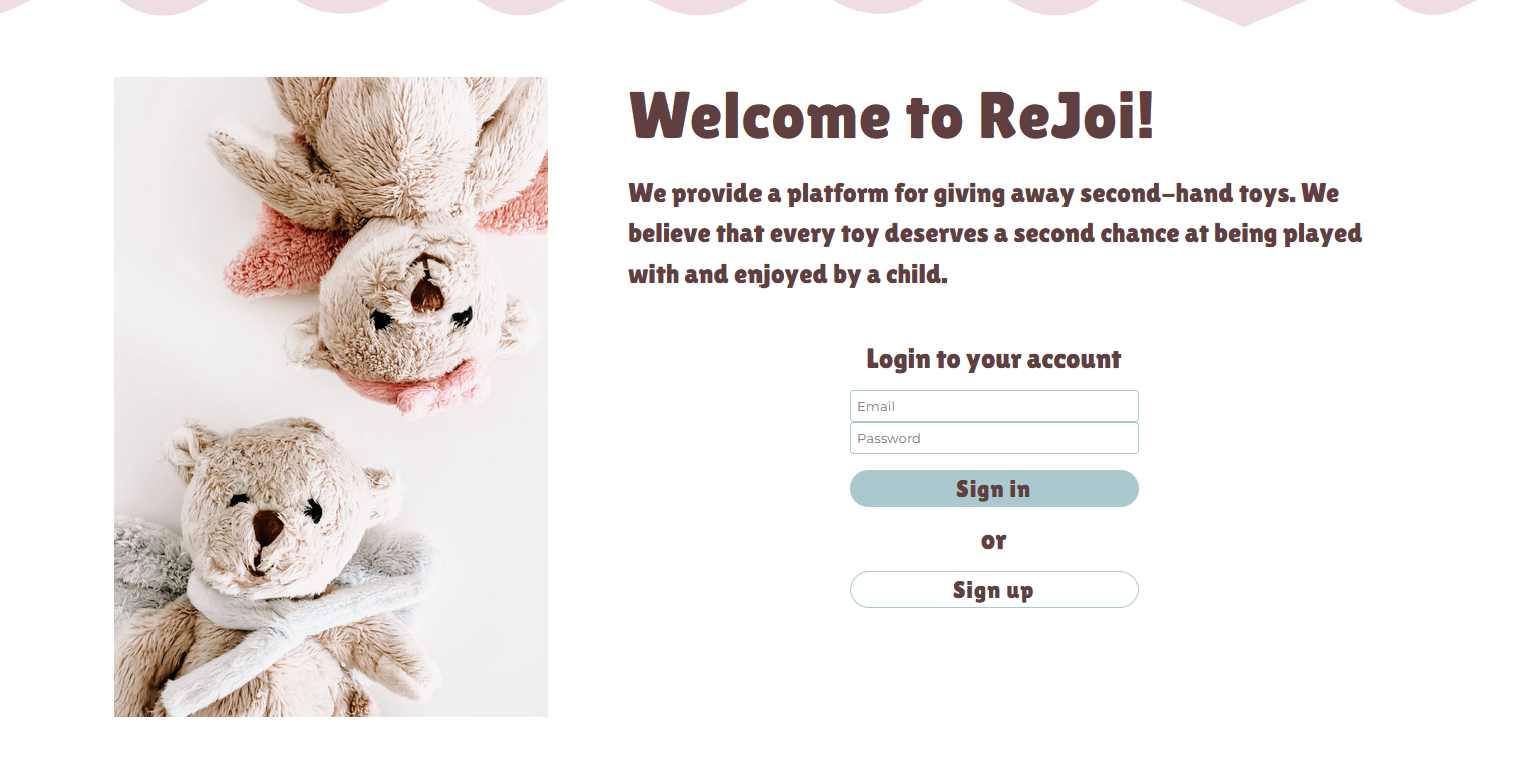 Welcome to ReJoi!
We provide a platform for giving away second-hand toys. We
believe that every toy deserves a second chance at being played
with and enjoyed by a child.
Login to your account
Email
Password
Sign in
or
Sign up